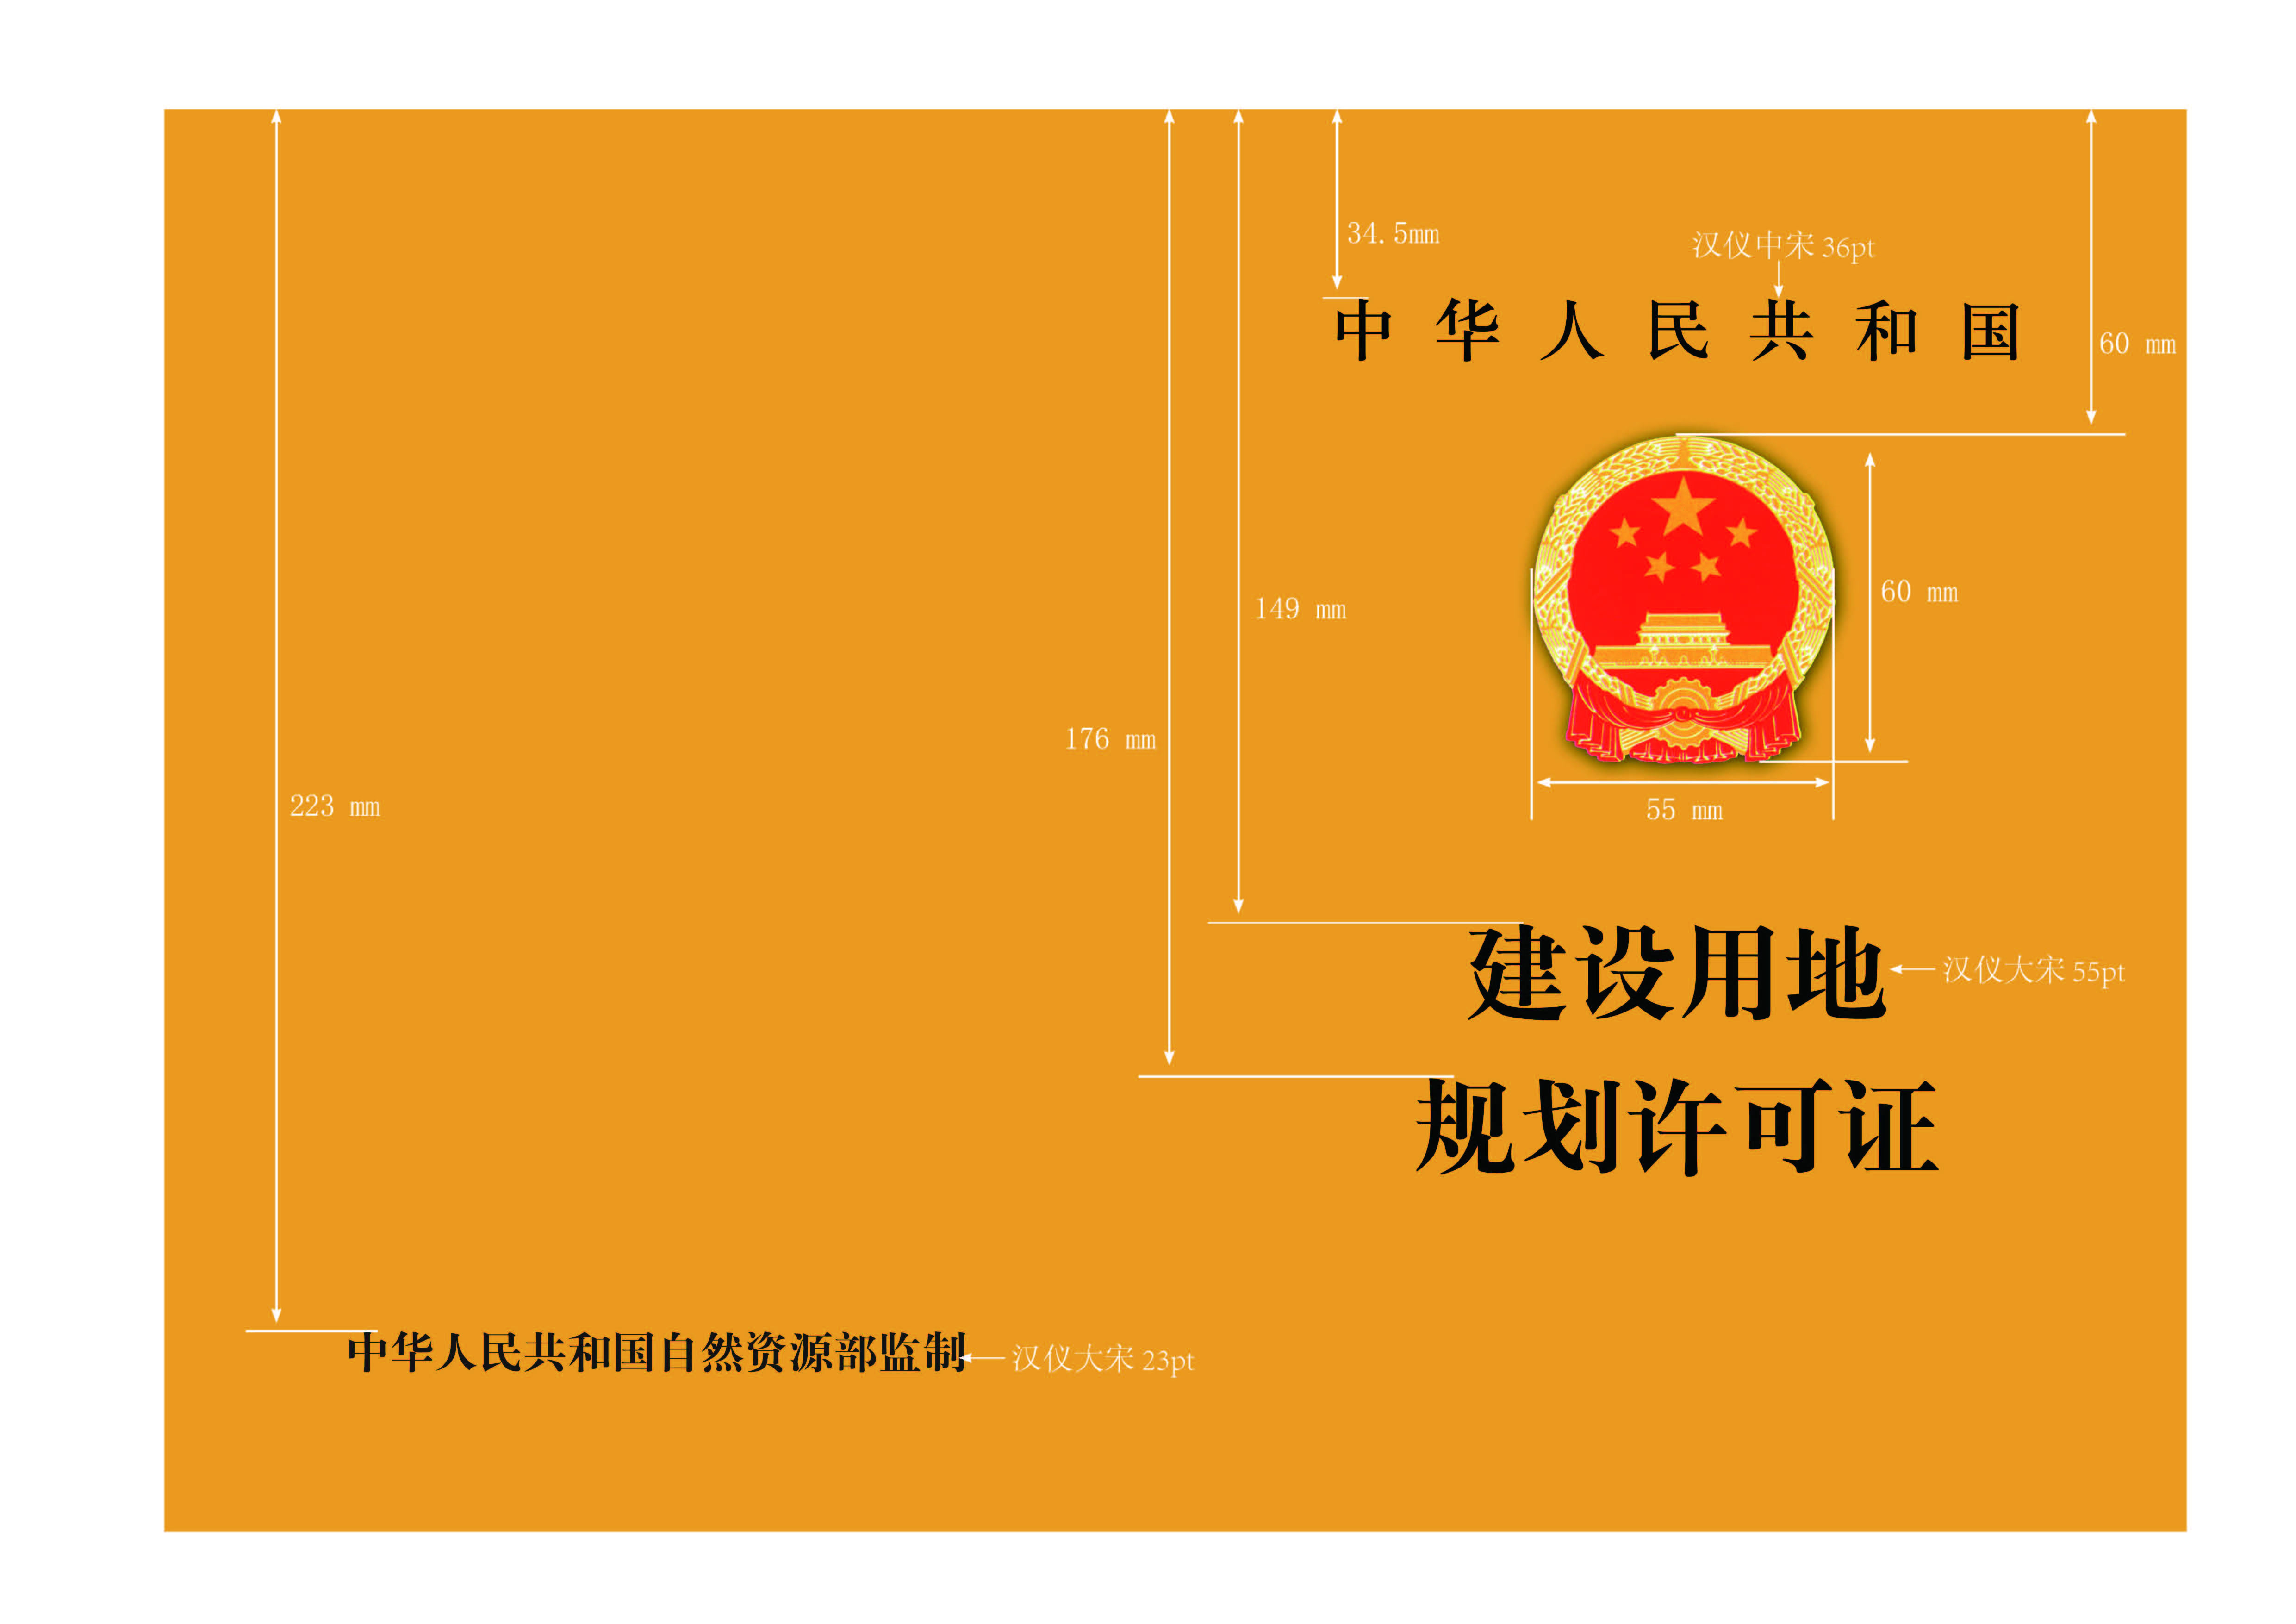 34.5mm
汉仪中宋 36pt
中华人民共和国
60 mm
60 mm
149 mm
176 mm
223 mm
55 mm
建设用地
汉仪大宋 55pt
规划许可证
中华人民共和国自然资源部监制
汉仪大宋 23pt